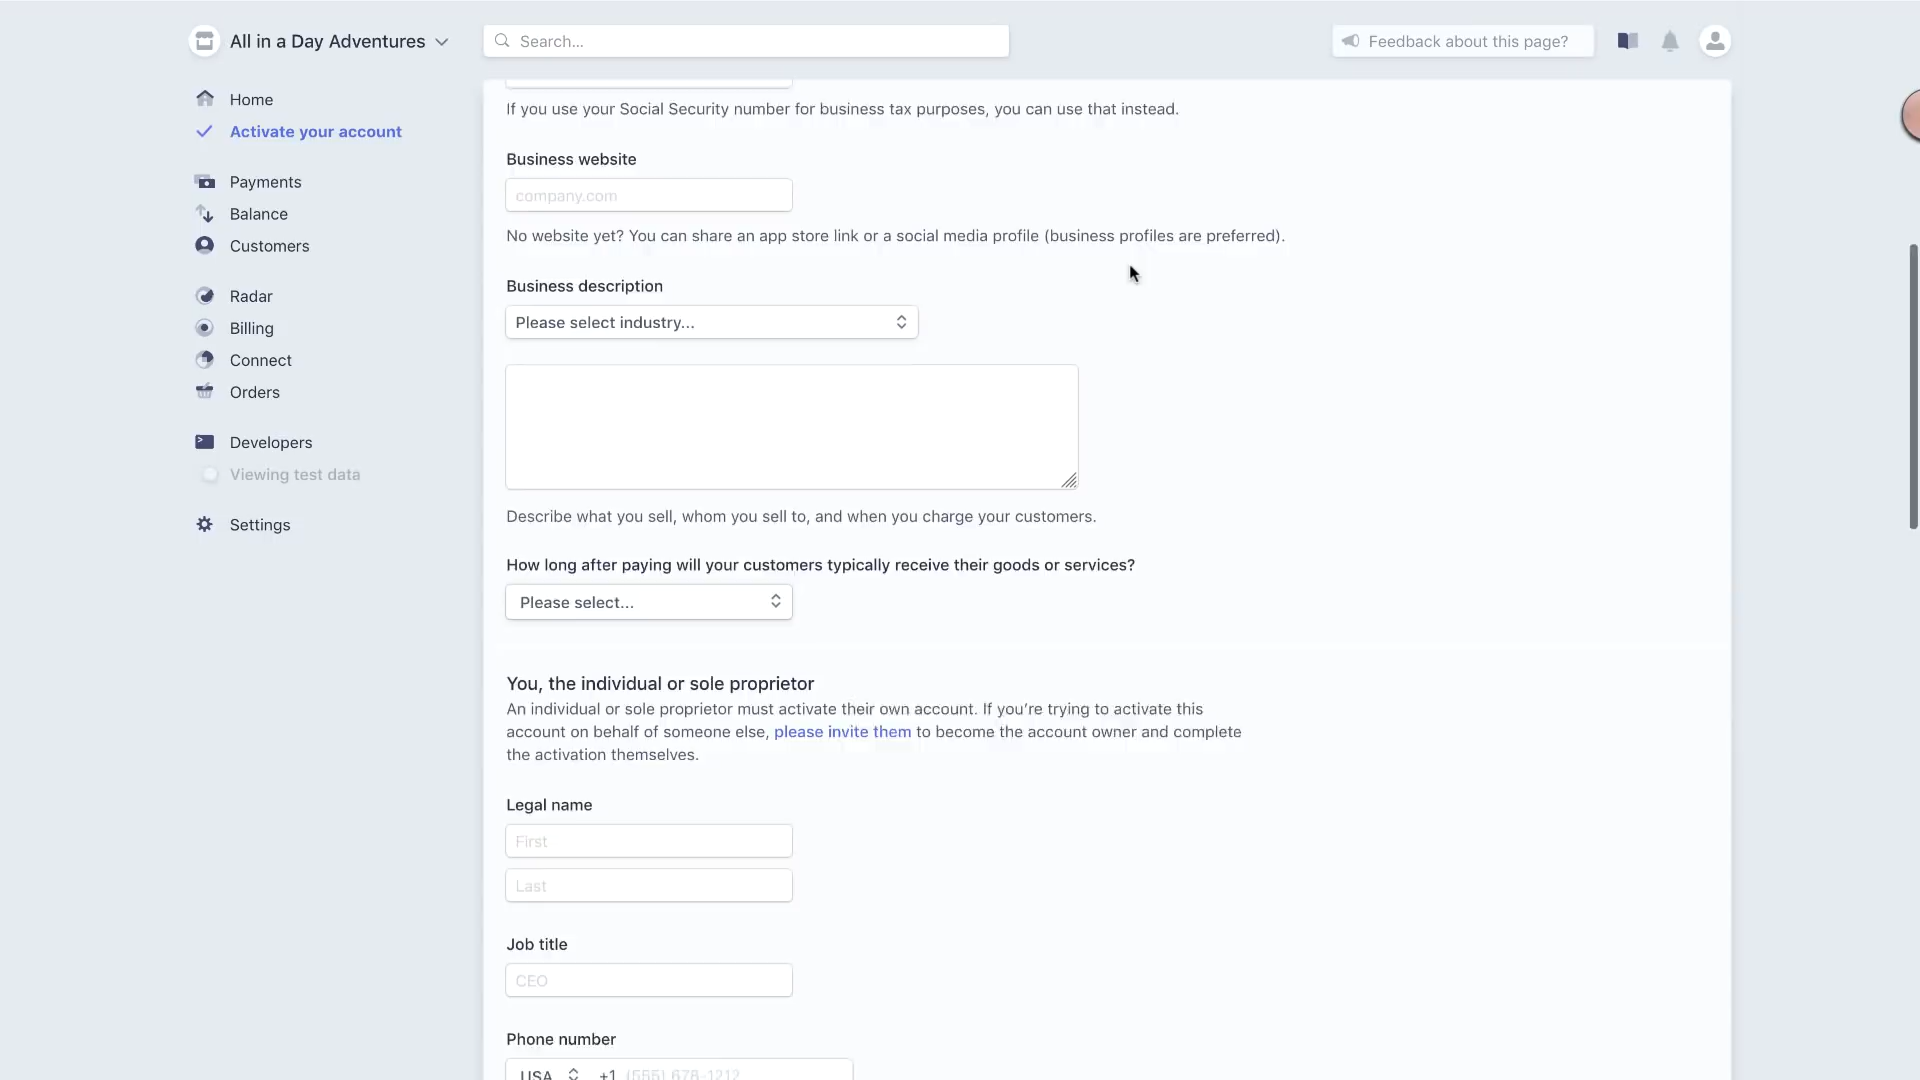 All in a Day Adventures
Search...
Feedback about this page?
Home
Activate your account
Payments
Balance
Customers
Radar
Billing
Connect
Orders
Developers
Viewing test data
Settings
If you use your Social Security number for business tax purposes, you can use that instead.
Business website
company.com
No website yet? You can share an app store link or a social media profile (business profiles are preferred).
Business description
Please select industry...
Describe what you sell, whom you sell to, and when you charge your customers.
How long after paying will your customers typically receive their goods or services?
Please select...
You, the individual or sole proprietor
An individual or sole proprietor must activate their own account. If you're trying to activate this
account on behalf of someone else, please invite them to become the account owner and complete
the activation themselves.
Legal name
First
Last
Job title
CEO
Phone number
USA +1 (555) 678-1212